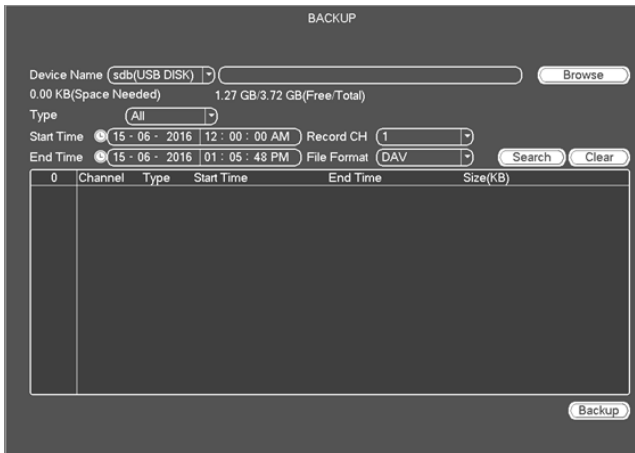 BACKUP
Device Name sdb(USB DISK) Browse
0.00 KB(Space Needed) 1.27 GB/3.72 GB(Free/Total)
Type All
Start Time 15 - 06 - 2016 12 : 00 : 00 AM Record CH 1
End Time 15 - 06 - 2016 01 : 05 : 48 PM File Format DAV Search Clear
0 Channel Type Start Time End Time Size(KB)
Backup